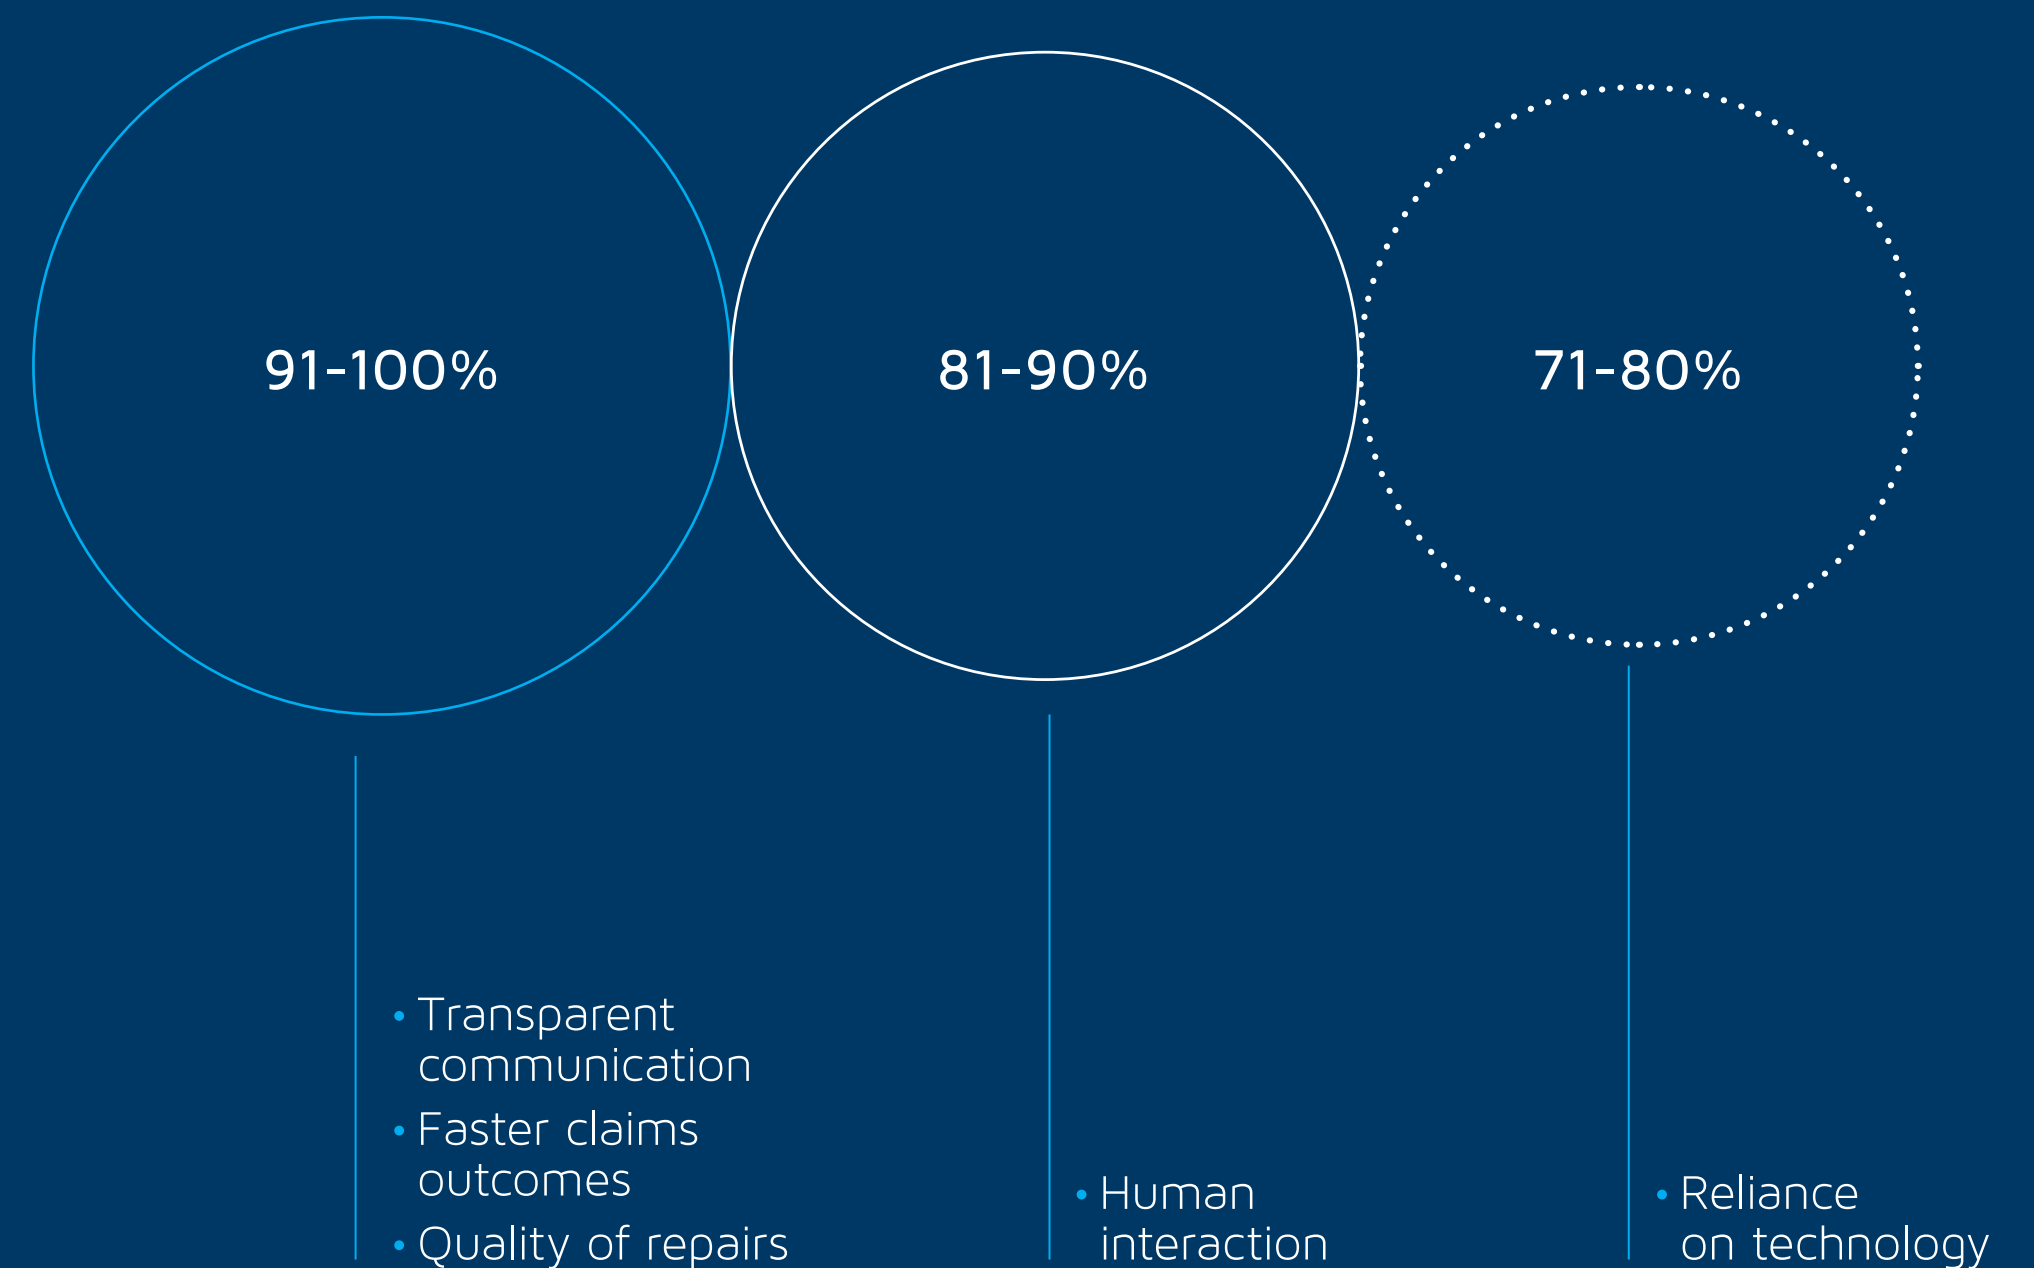 91-100%
81-90%
71-80%
• Transparent
communication
• Faster claims
outcomes
• Quality of repairs
• Human
interaction
• Reliance
on technology